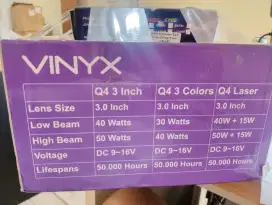 VINYX
Q4 3 Inch Q4 3 Colors Q4 Laser
Lens Size 3.0 Inch 3.0 Inch 3.0 Inch
Low Beam 40 Watts 30 Watts 40W + 15W
High Beam 50 Watts 40 Watts 50W + 15W
Voltage DC 9~16V DC 9~16V DC 9~16V
Lifespens 50.000 Hours 50.000 Hours 50.000 Hours